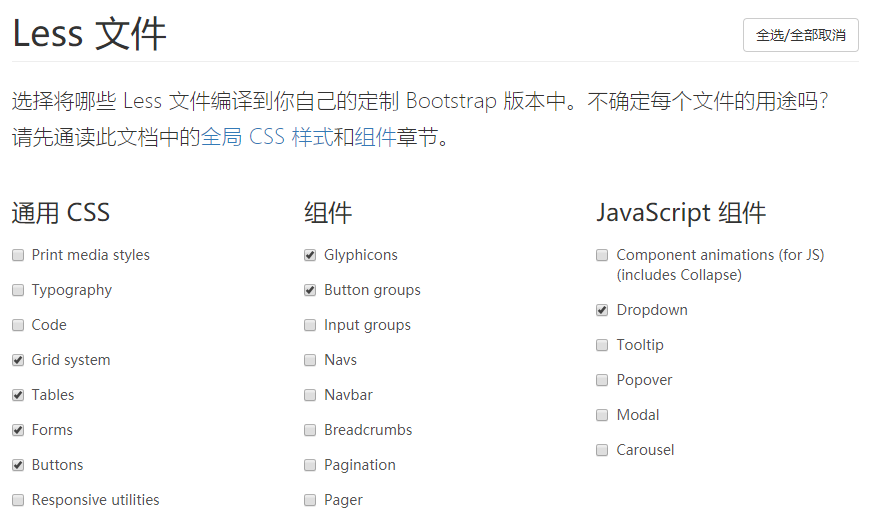 Less 文件
全选/全部取消
选择将哪些 Less 文件编译到你自己的定制 Bootstrap 版本中。不确定每个文件的用途吗？
请先通读此文档中的全局 CSS 样式和组件章节。
通用 CSS
Print media styles
Typography
Code
Grid system
Tables
Forms
Buttons
Responsive utilities
组件
Glyphicons
Button groups
Input groups
Navs
Navbar
Breadcrumbs
Pagination
Pager
JavaScript 组件
Component animations (for JS)
(includes Collapse)
Dropdown
Tooltip
Popover
Modal
Carousel